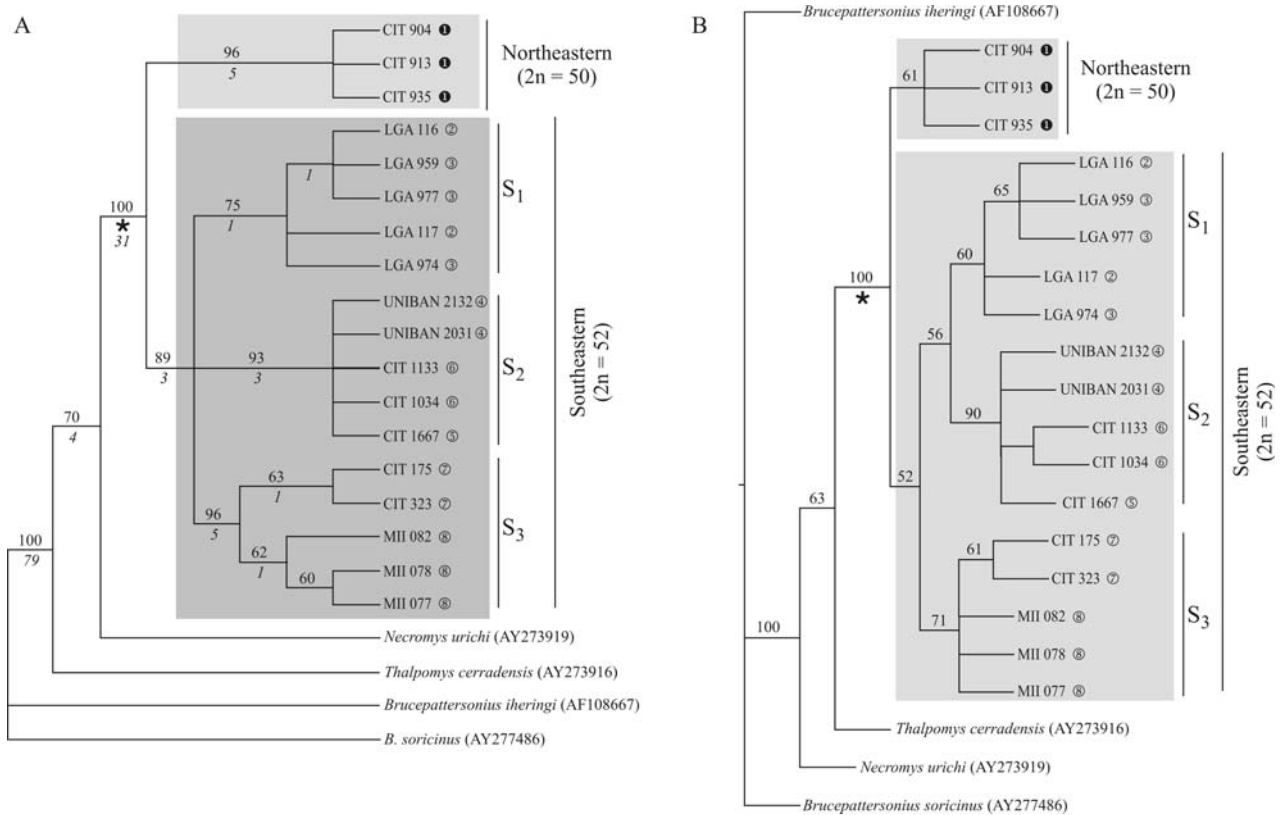 A
96
5
CIT 904 ❶
CIT 913 ❶
CIT 935 ❶
Northeastern
(2n = 50)
LGA 116 ②
LGA 959 ③
1
LGA 977 ③
75
1
LGA 117 ②
LGA 974 ③
S1
100
*
31
UNIBAN 2132 ④
UNIBAN 2031 ④
89
3
93
3
CIT 1133 ⑥
CIT 1034 ⑥
CIT 1667 ⑤
S2
Southeastern
(2n = 52)
70
4
63
1
CIT 175 ⑦
CIT 323 ⑦
96
5
62
1
MII 082 ⑧
60
MII 078 ⑧
MII 077 ⑧
S3
100
79
Necromys urichi (AY273919)
Thalpomys cerradensis (AY273916)
Brucepattersonius iheringi (AF108667)
B. soricinus (AY277486)
B
Brucepattersonius iheringi (AF108667)
61
CIT 904 ❶
CIT 913 ❶
CIT 935 ❶
Northeastern
(2n = 50)
65
LGA 116 ②
LGA 959 ③
LGA 977 ③
60
LGA 117 ②
LGA 974 ③
S1
100
*
56
UNIBAN 2132 ④
UNIBAN 2031 ④
90
CIT 1133 ⑥
CIT 1034 ⑥
CIT 1667 ⑤
S2
Southeastern
(2n = 52)
52
63
61
CIT 175 ⑦
CIT 323 ⑦
71
MII 082 ⑧
MII 078 ⑧
MII 077 ⑧
S3
100
Thalpomys cerradensis (AY273916)
Necromys urichi (AY273919)
Brucepattersonius soricinus (AY277486)